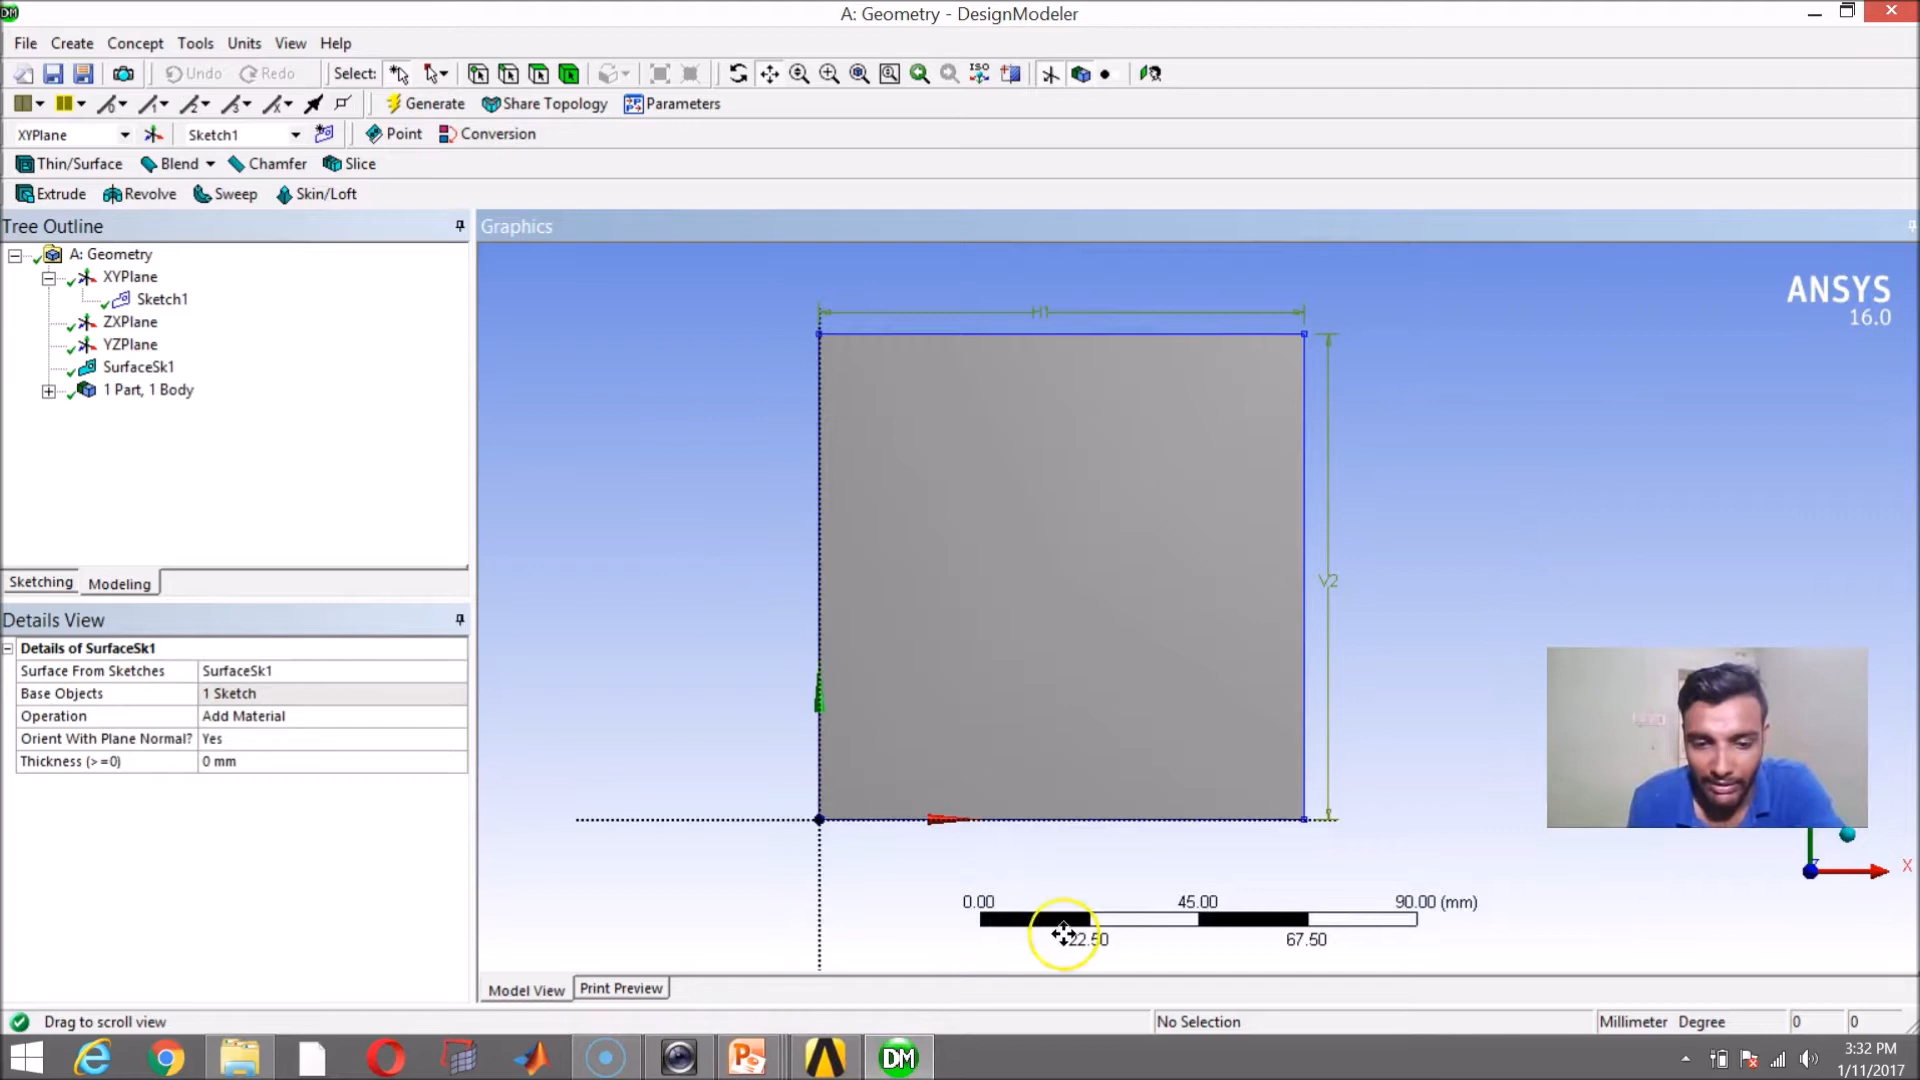 DM
A: Geometry - DesignModeler
File Create Concept Tools Units View Help
Undo Redo Select: ISO
Generate Share Topology Parameters
XYPlane Sketch1 Point Conversion
Thin/Surface Blend Chamfer Slice
Extrude Revolve Sweep Skin/Loft
Tree Outline
A: Geometry
XYPlane
Sketch1
ZXPlane
YZPlane
SurfaceSk1
1 Part, 1 Body
Sketching Modeling
Details View
Details of SurfaceSk1
Surface From Sketches SurfaceSk1
Base Objects 1 Sketch
Operation Add Material
Orient With Plane Normal? Yes
Thickness (>=0) 0 mm
Graphics
ANSYS
16.0
H1
V2
X
0.00 45.00 90.00 (mm)
22.50 67.50
Model View Print Preview
Drag to scroll view No Selection Millimeter Degree 0 0
DM
3:32 PM
1/11/2017